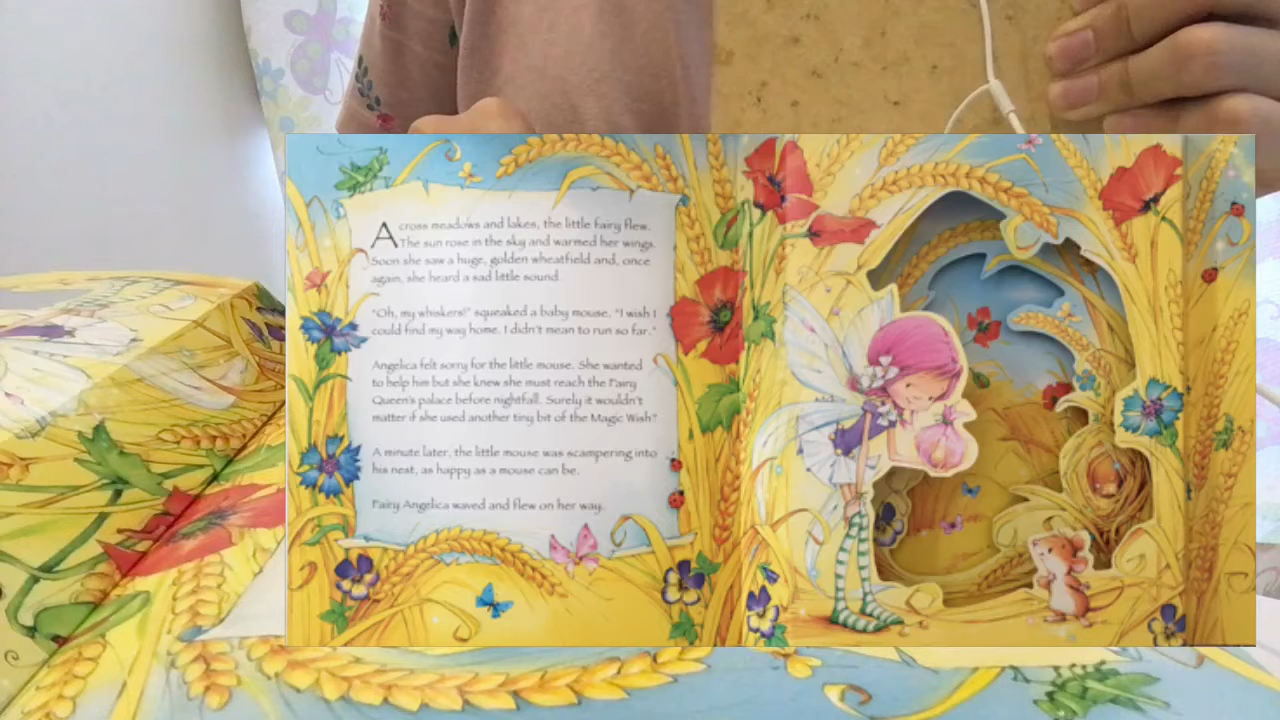 Across meadows and lakes, the little fairy flew.
The sun rose in the sky and warmed her wings.
Soon she saw a huge, golden wheatfield and, once
again, she heard a sad little sound.
"Oh, my whiskers!" squeaked a baby mouse. "I wish I
could find my way home. I didn't mean to run so far."
Angelica felt sorry for the little mouse. She wanted
to help him but she knew she must reach the Fairy
Queen's palace before nightfall. Surely it wouldn't
matter if she used another tiny bit of the Magic Wish?
A minute later, the little mouse was scampering into
his nest, as happy as a mouse can be.
Fairy Angelica waved and flew on her way.